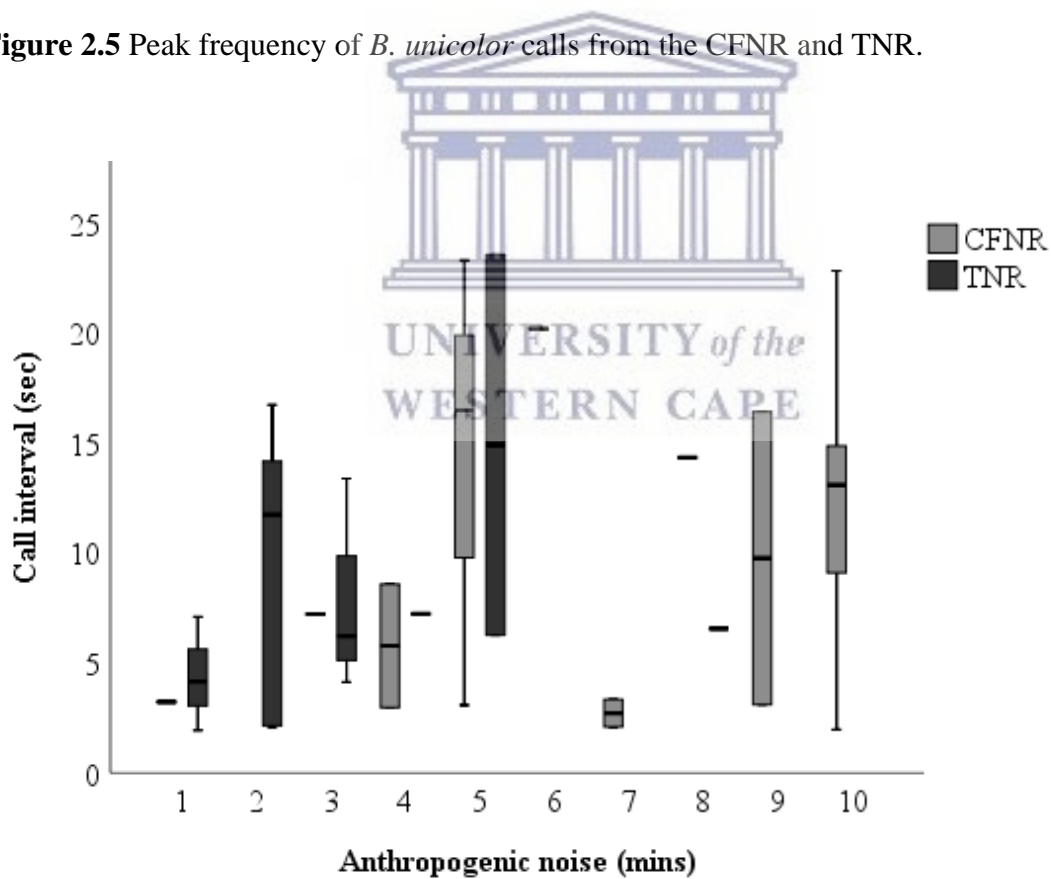 igure 2.5 Peak frequency of B. unicolor calls from the CFNR and TNR.
25
CFNR
TNR
20
UNIVERSITY of the
WESTERN CAPE
15
Call interval (sec)
10
5
0
1 2 3 4 5 6 7 8 9 10
Anthropogenic noise (mins)